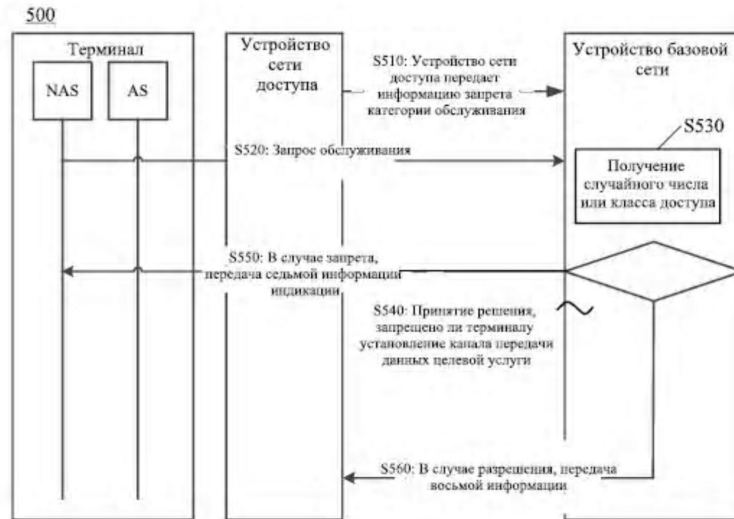 500
Терминал
NAS
AS
Устройство
сети
доступа
S510: Устройство сети
доступа передает
информацию запрета
категории обслуживания
Устройство базовой
сети
S530
Получение
случайного числа
или класса доступа
S520: Запрос обслуживания
S550: В случае запрета,
передача седьмой информации
индикации
S540: Принятие решения,
запрещено ли терминалу
установление канала передачи
данных целевой услуги
S560: В случае разрешения, передача
восьмой информации